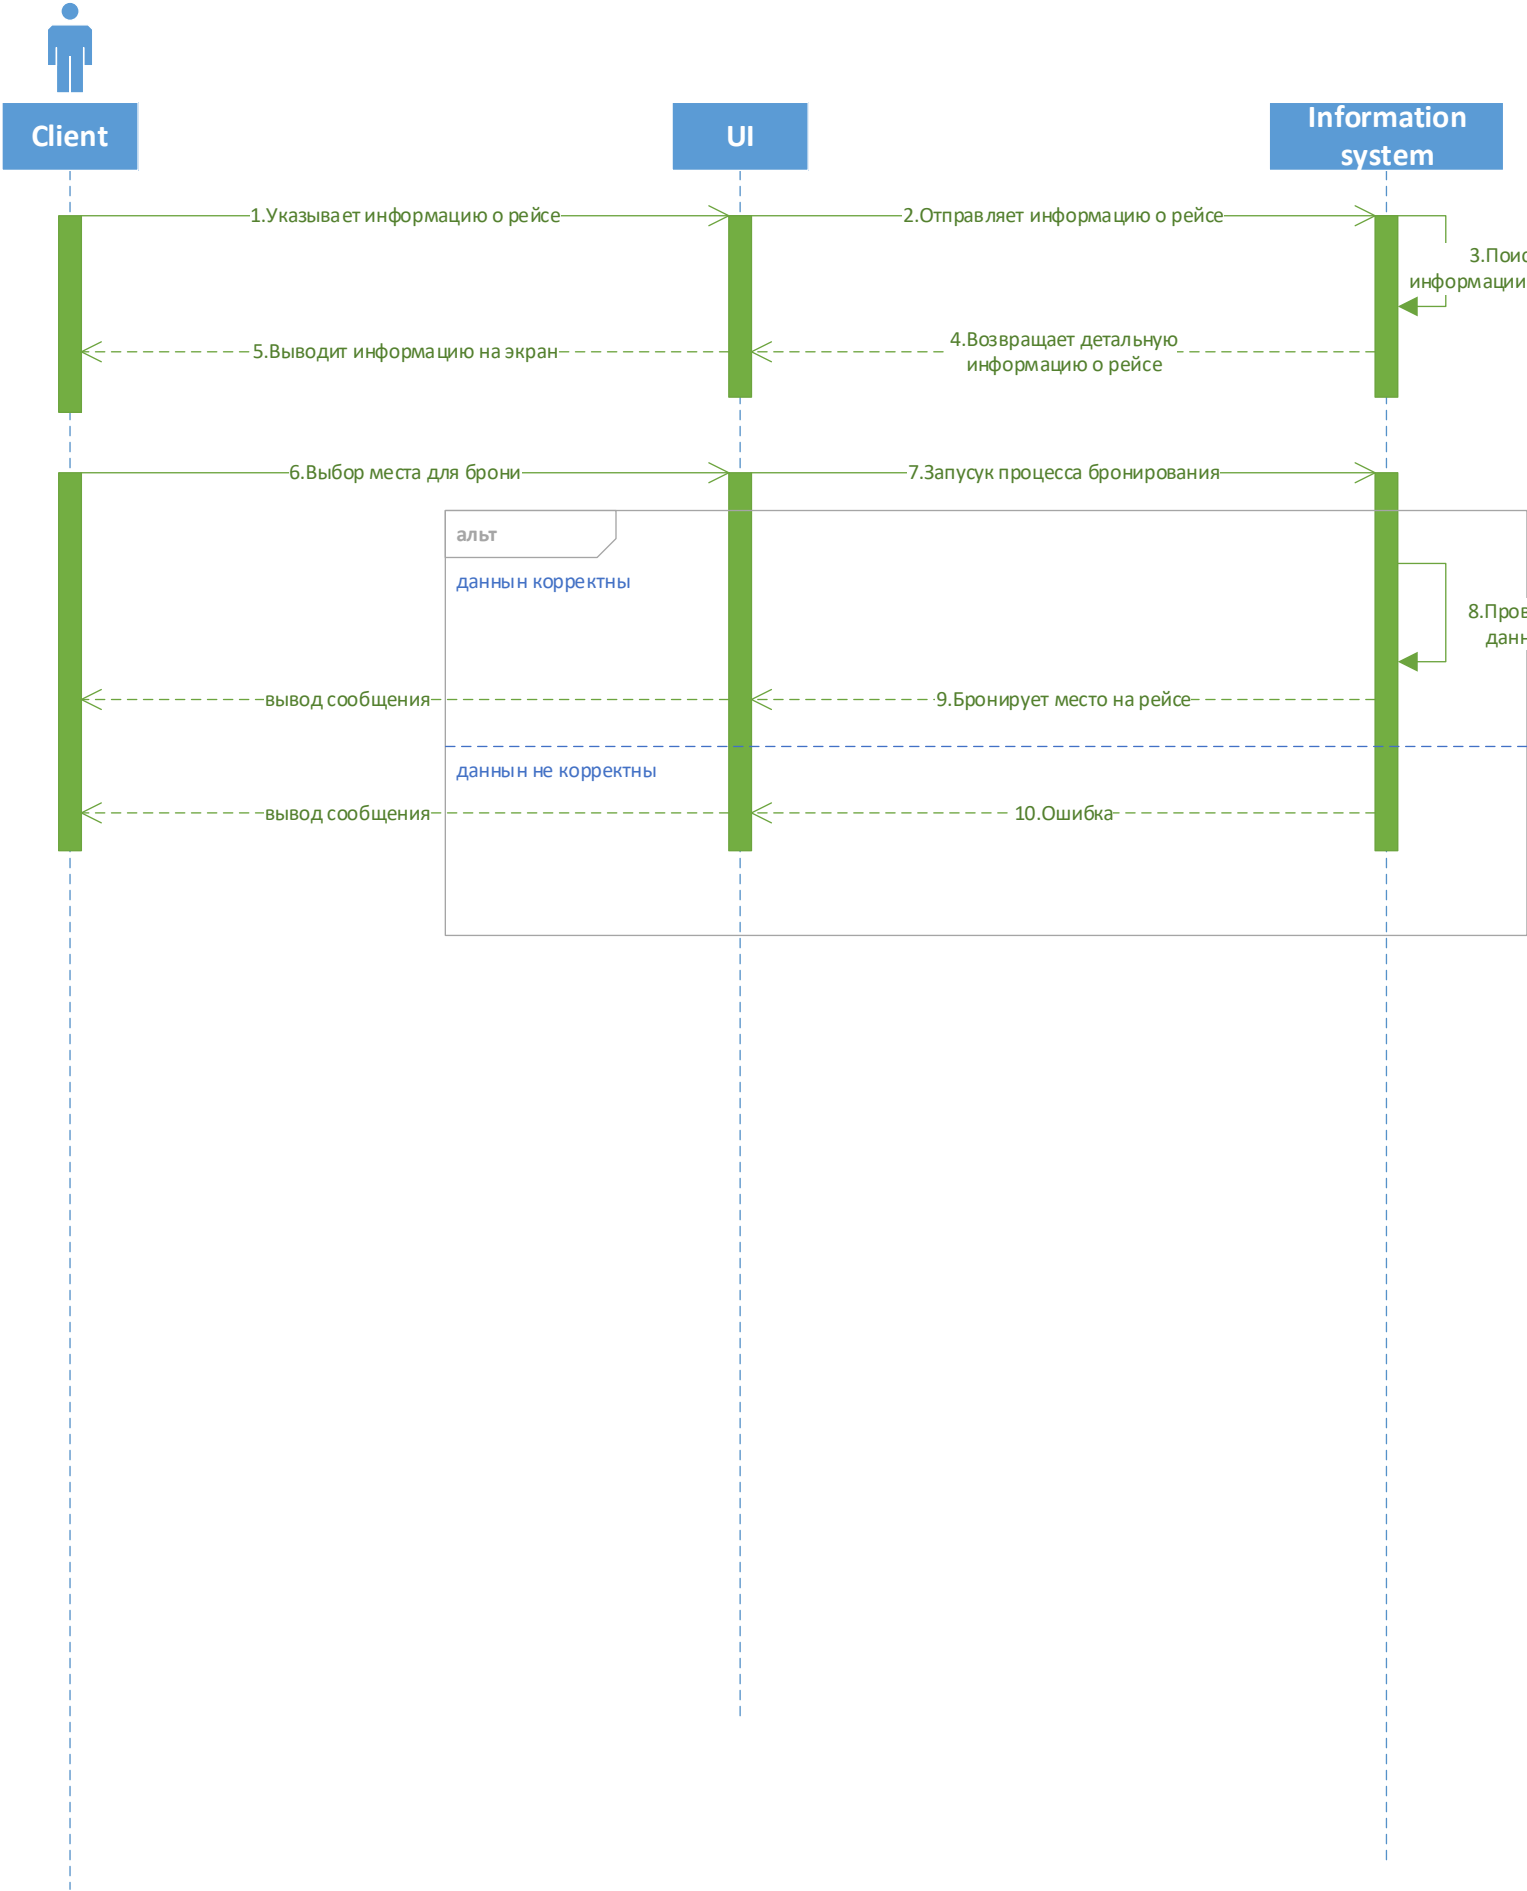 Client
UI
Information
system
1.Указывает информацию о рейсе
2.Отправляет информацию о рейсе
информации
4.Возвращает детальную
информацию о рейсе
5.Выводит информацию на экран
6.Выбор места для брони
7.Запусук процесса бронирования
альт
даннын корректны
вывод сообщения
9.Бронирует место на рейсе
даннын не корректны
вывод сообщения
10.Ошибка